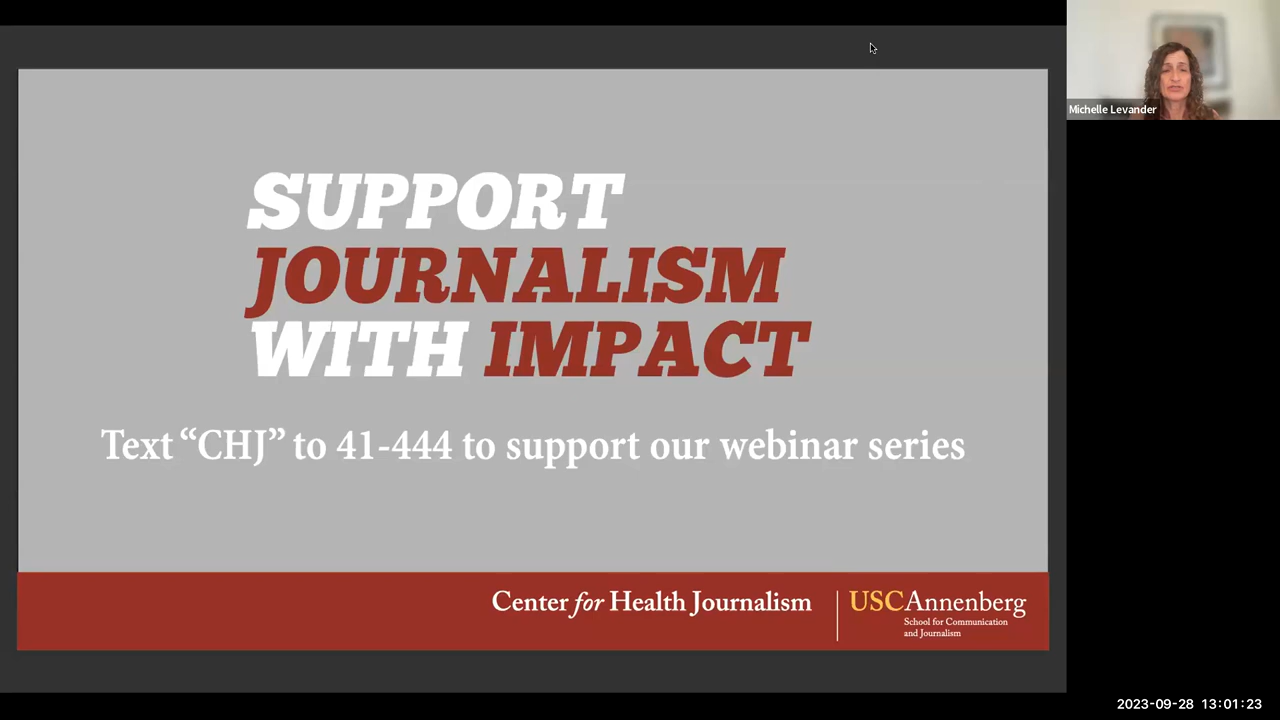 SUPPORT
JOURNALISM
WITH IMPACT
Text “CHJ” to 41-444 to support our webinar series
Center for Health Journalism
USCAnnenberg
School for Communication
and Journalism
Michelle Levander
2023-09-28 13:01:23